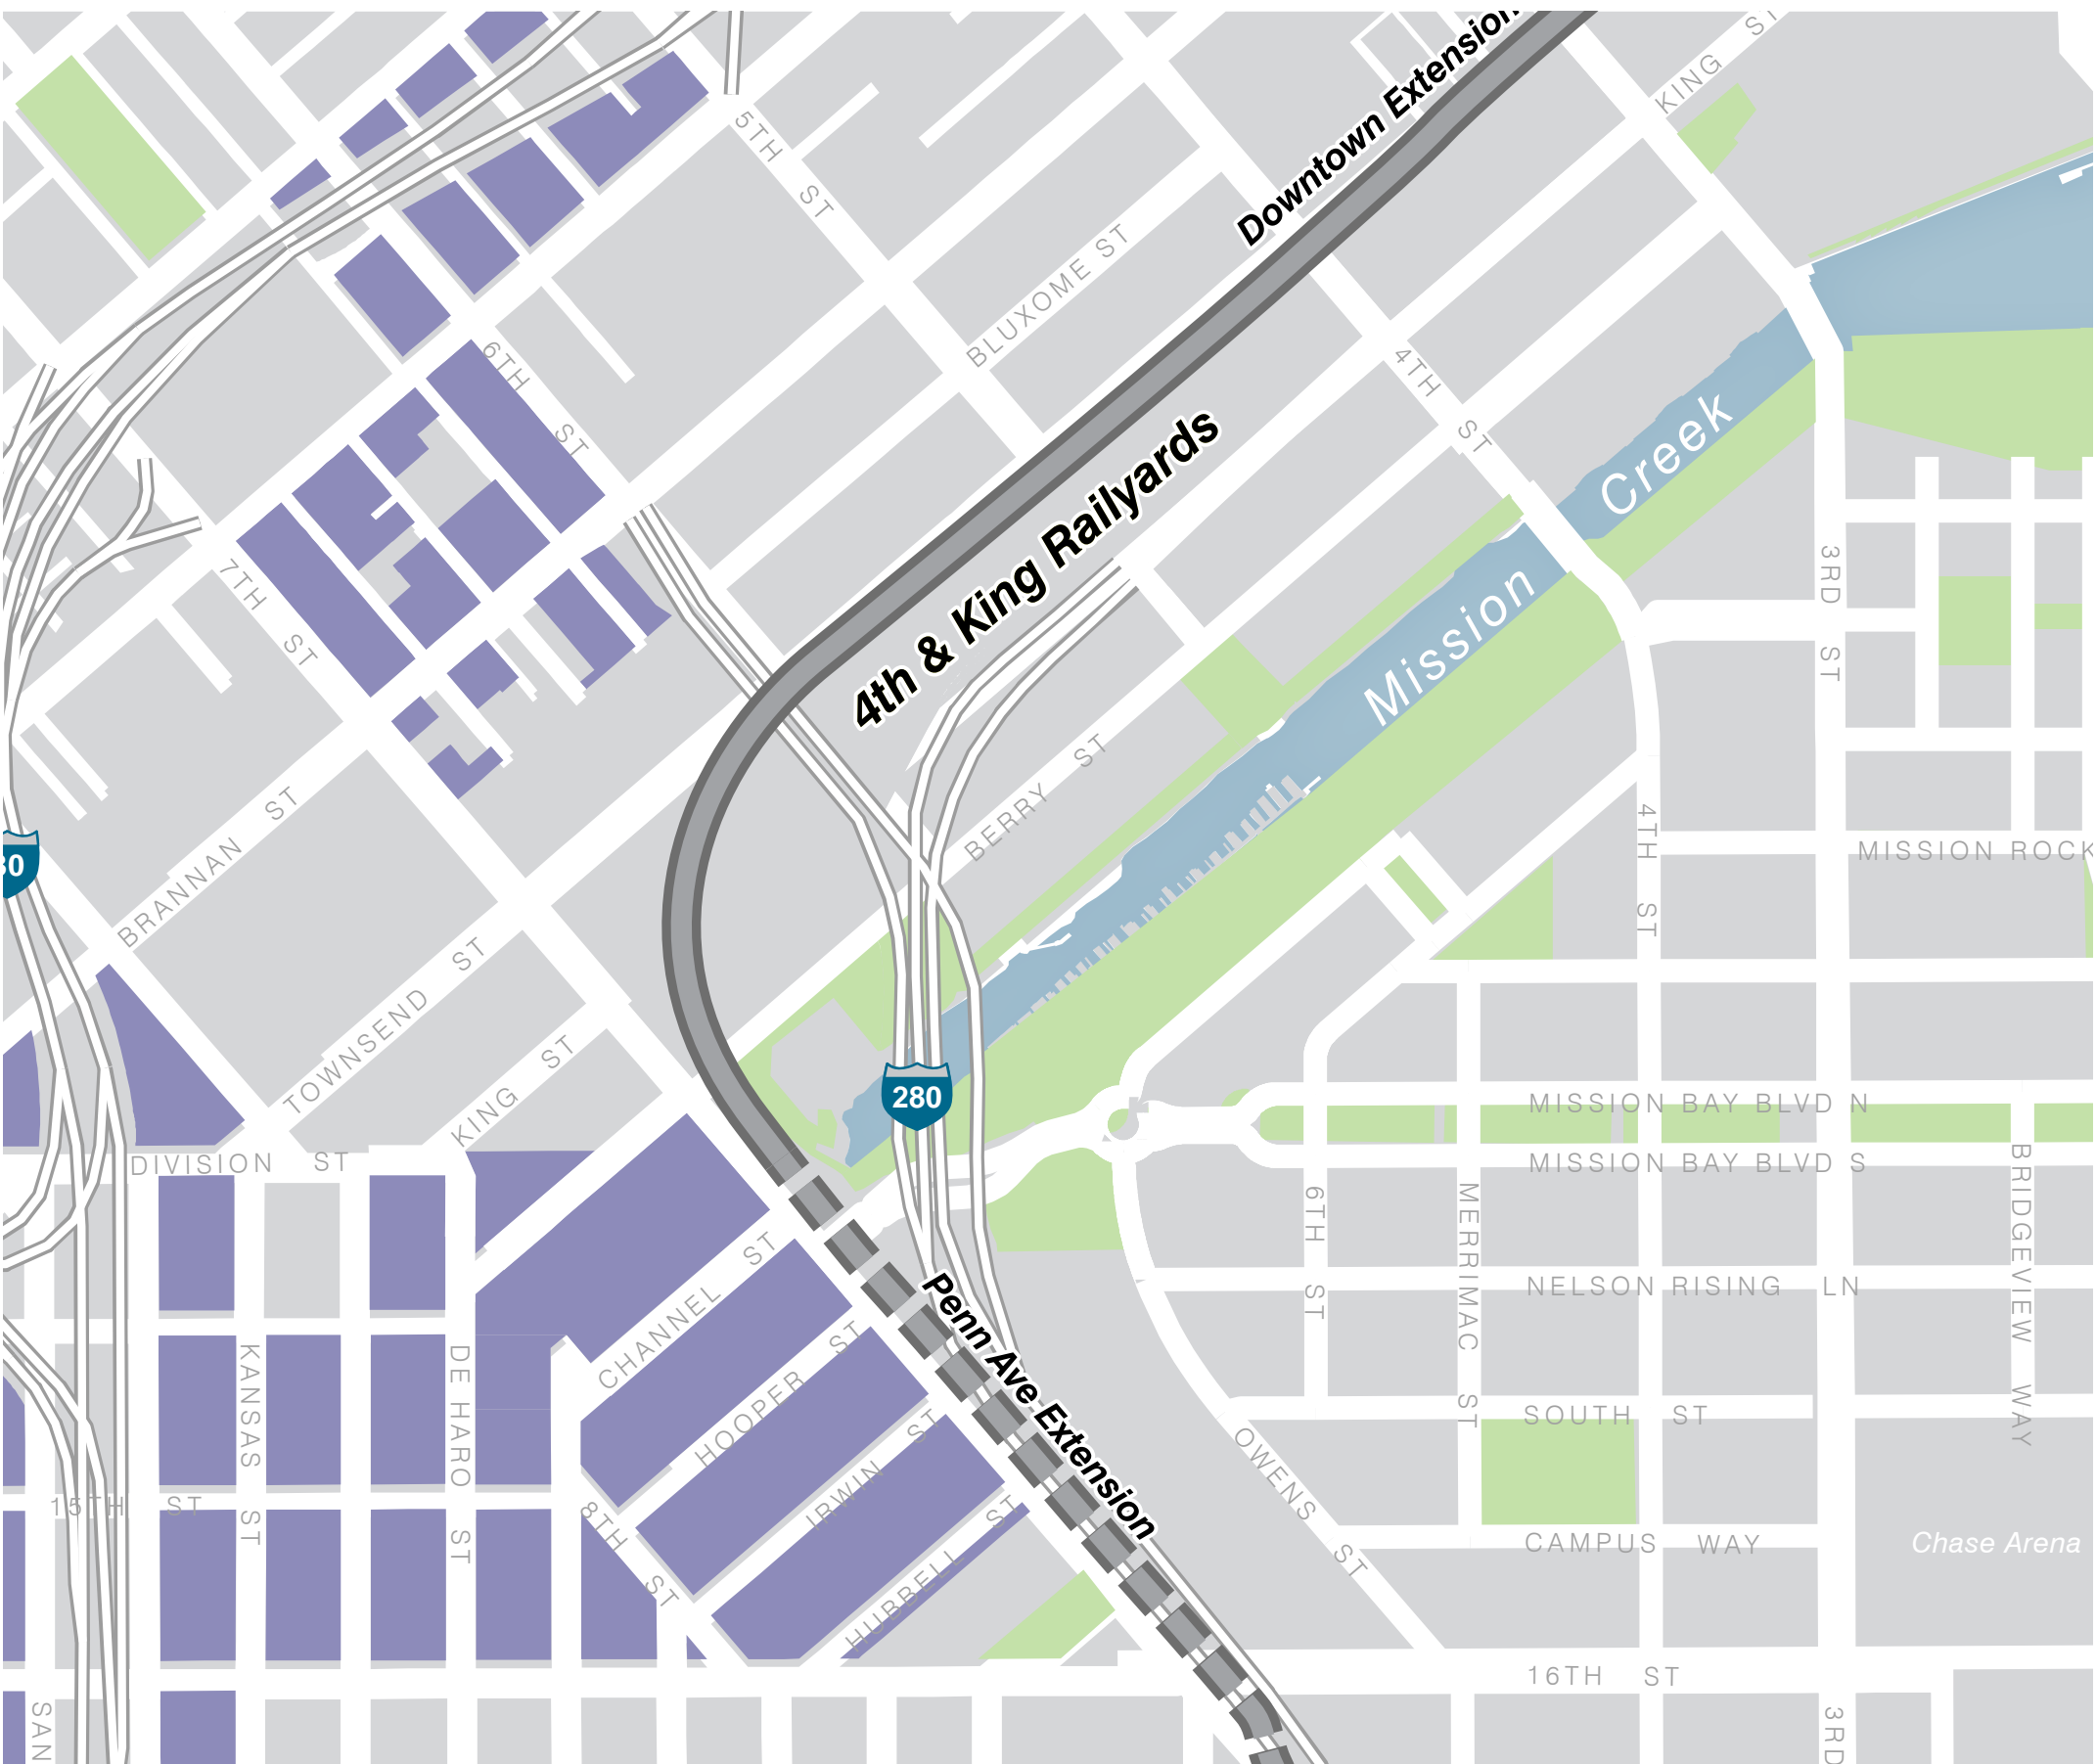 Downtown Extension
KING ST
5TH ST
BLUXOME ST
6TH ST
4TH ST
Creek
4th & King Railyards
7TH ST
3RD ST
Mission
BERRY ST
BRANNAN ST
4TH ST
MISSION ROCK
TOWNSEND ST
KING ST
280
MISSION BAY BLVD N
DIVISION ST
MISSION BAY BLVD S
6TH ST
MERRIMAC ST
BRIDGEVIEW WAY
CHANNEL ST
NELSON RISING LN
Penn Ave Extension
KANSAS ST
DE HARO ST
HOOPER ST
SOUTH ST
OWENS ST
15TH ST
IRWIN ST
8TH ST
HUBBELL ST
CAMPUS WAY
Chase Arena
16TH ST
SAN
3RD